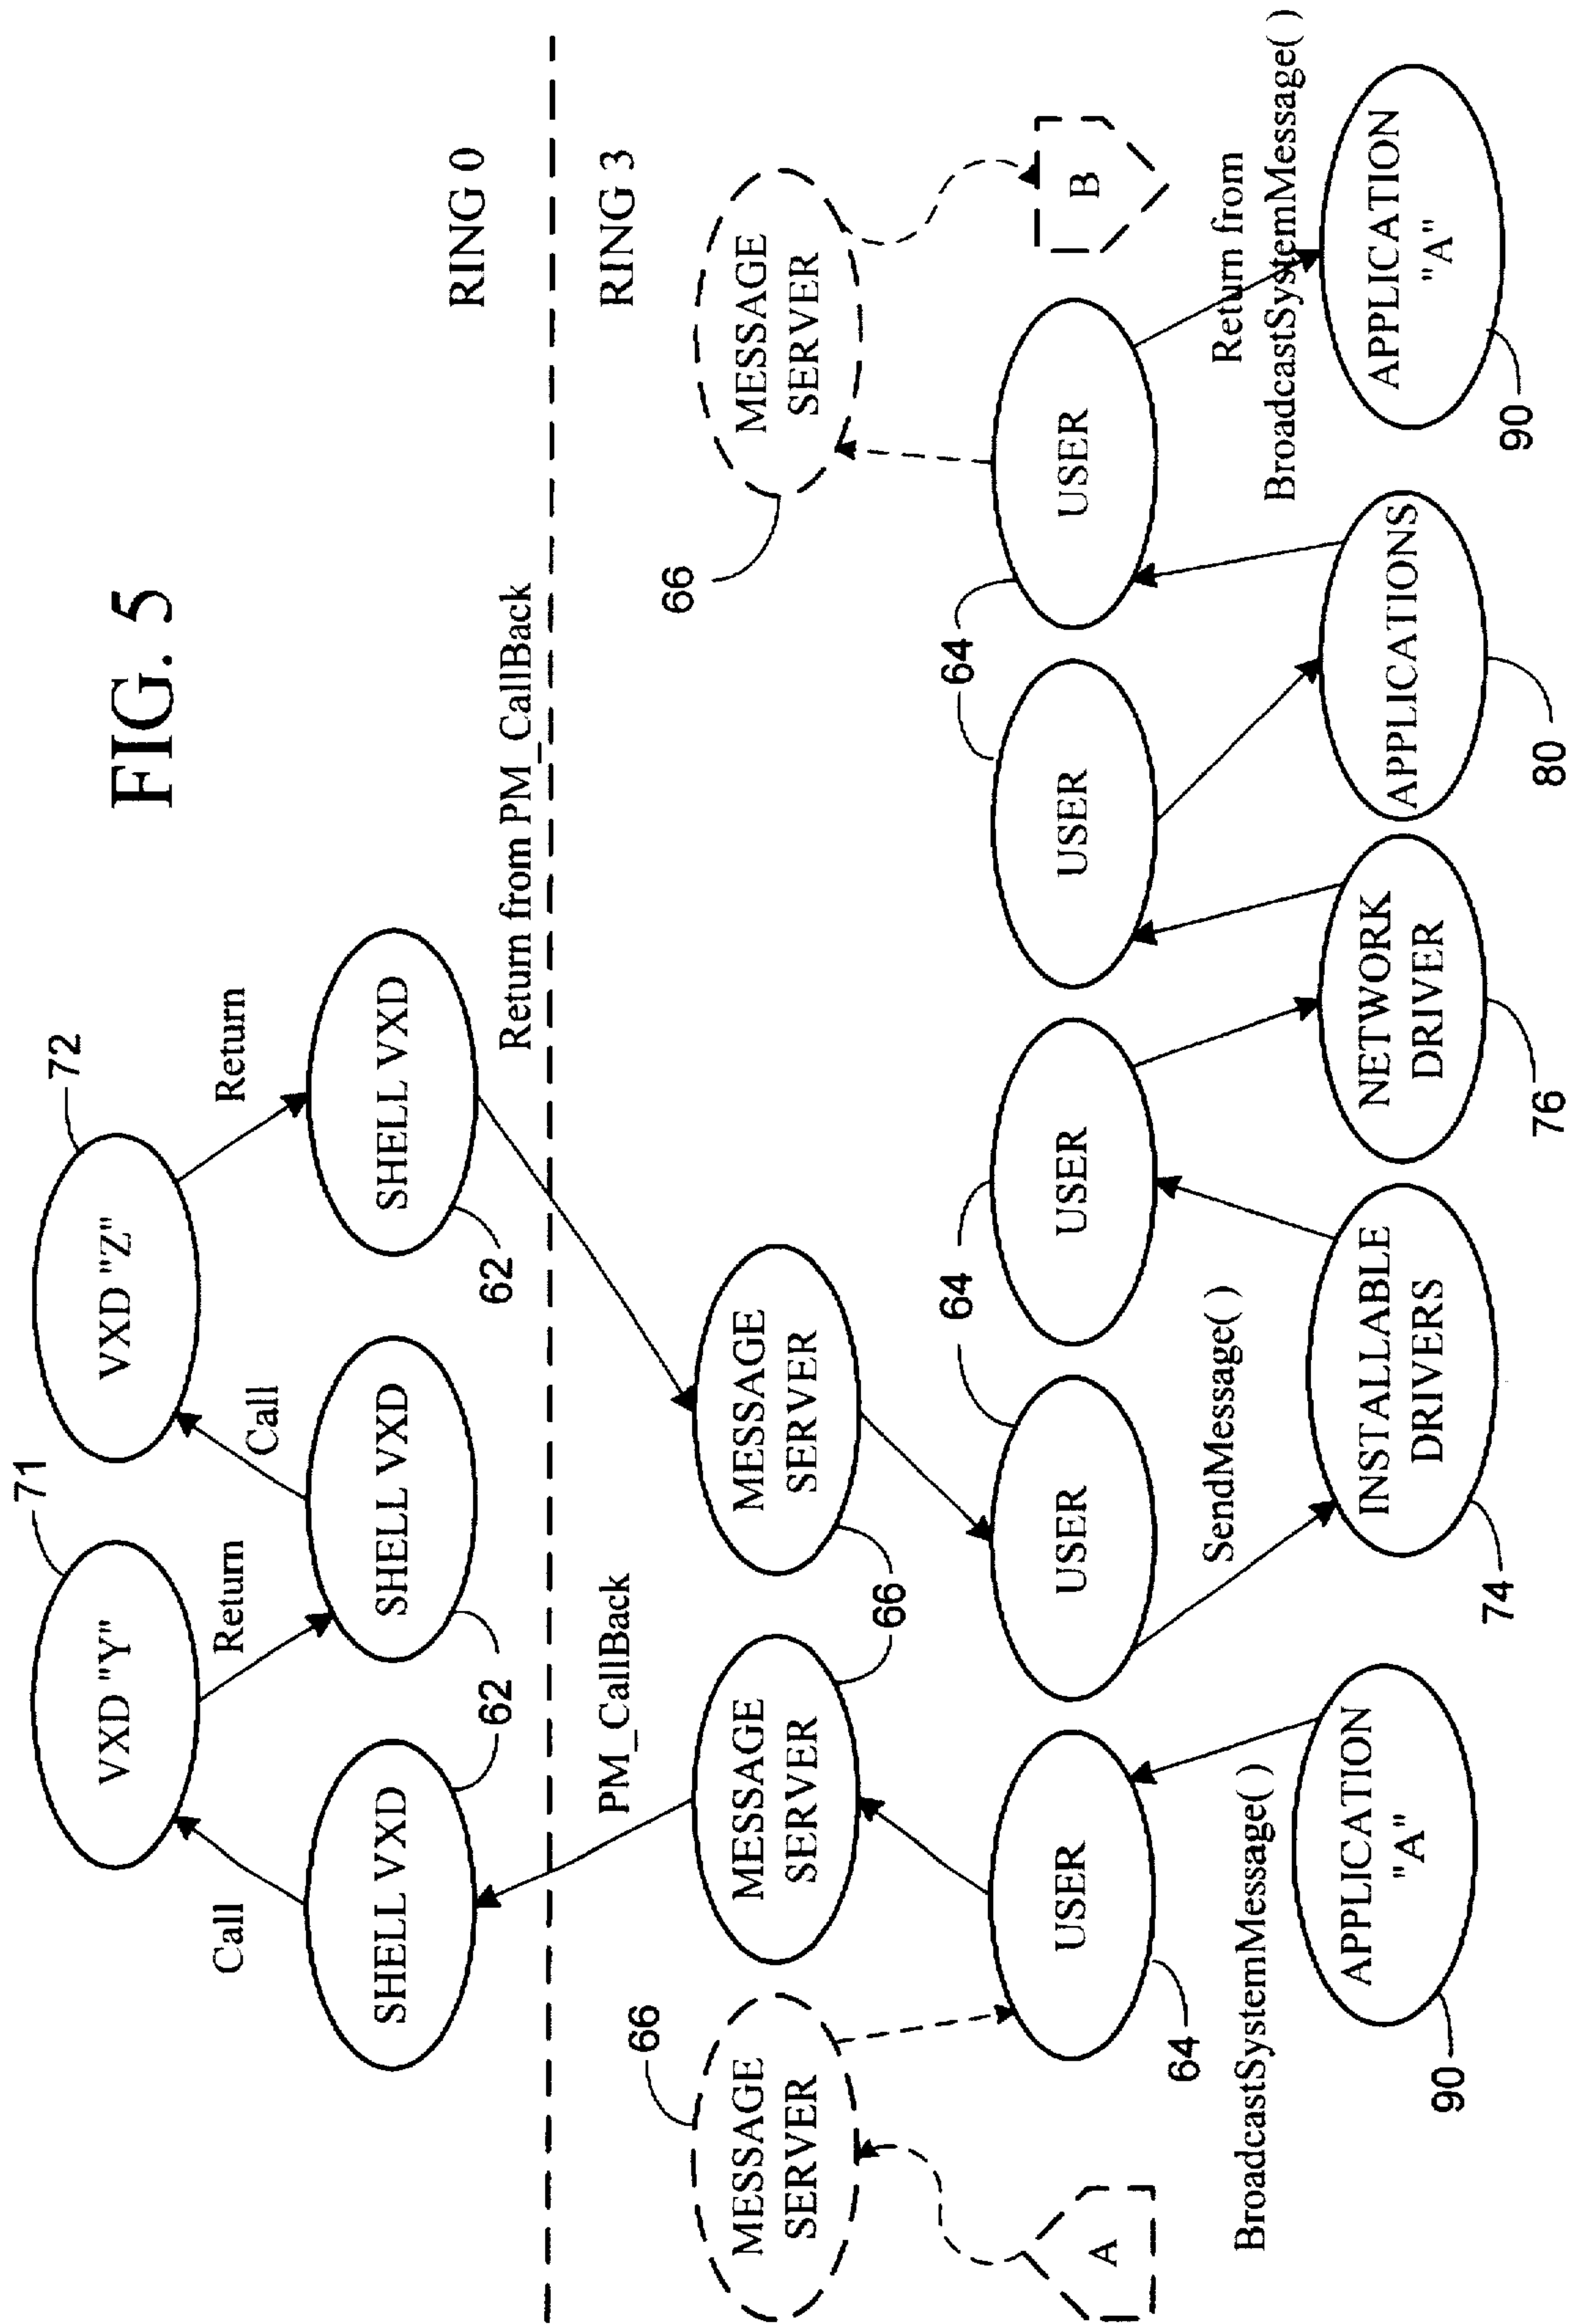 FIG. 5
71
72
VXD "Y"
VXD "Z"
Call
Return
Call
Return
SHELL VXD
SHELL VXD
SHELL VXD
62
62
RING 0
Return from PM_CallBack
PM_CallBack
RING 3
66
MESSAGE
SERVER
MESSAGE
SERVER
MESSAGE
SERVER
MESSAGE
SERVER
66
66
A
B
64
64
USER
USER
USER
USER
USER
64
BroadcastSystemMessage( )
SendMessage( )
Return from
BroadcastSystemMessage( )
APPLICATION
"A"
INSTALLABLE
DRIVERS
NETWORK
DRIVER
APPLICATIONS
APPLICATION
"A"
90
74
76
80
90